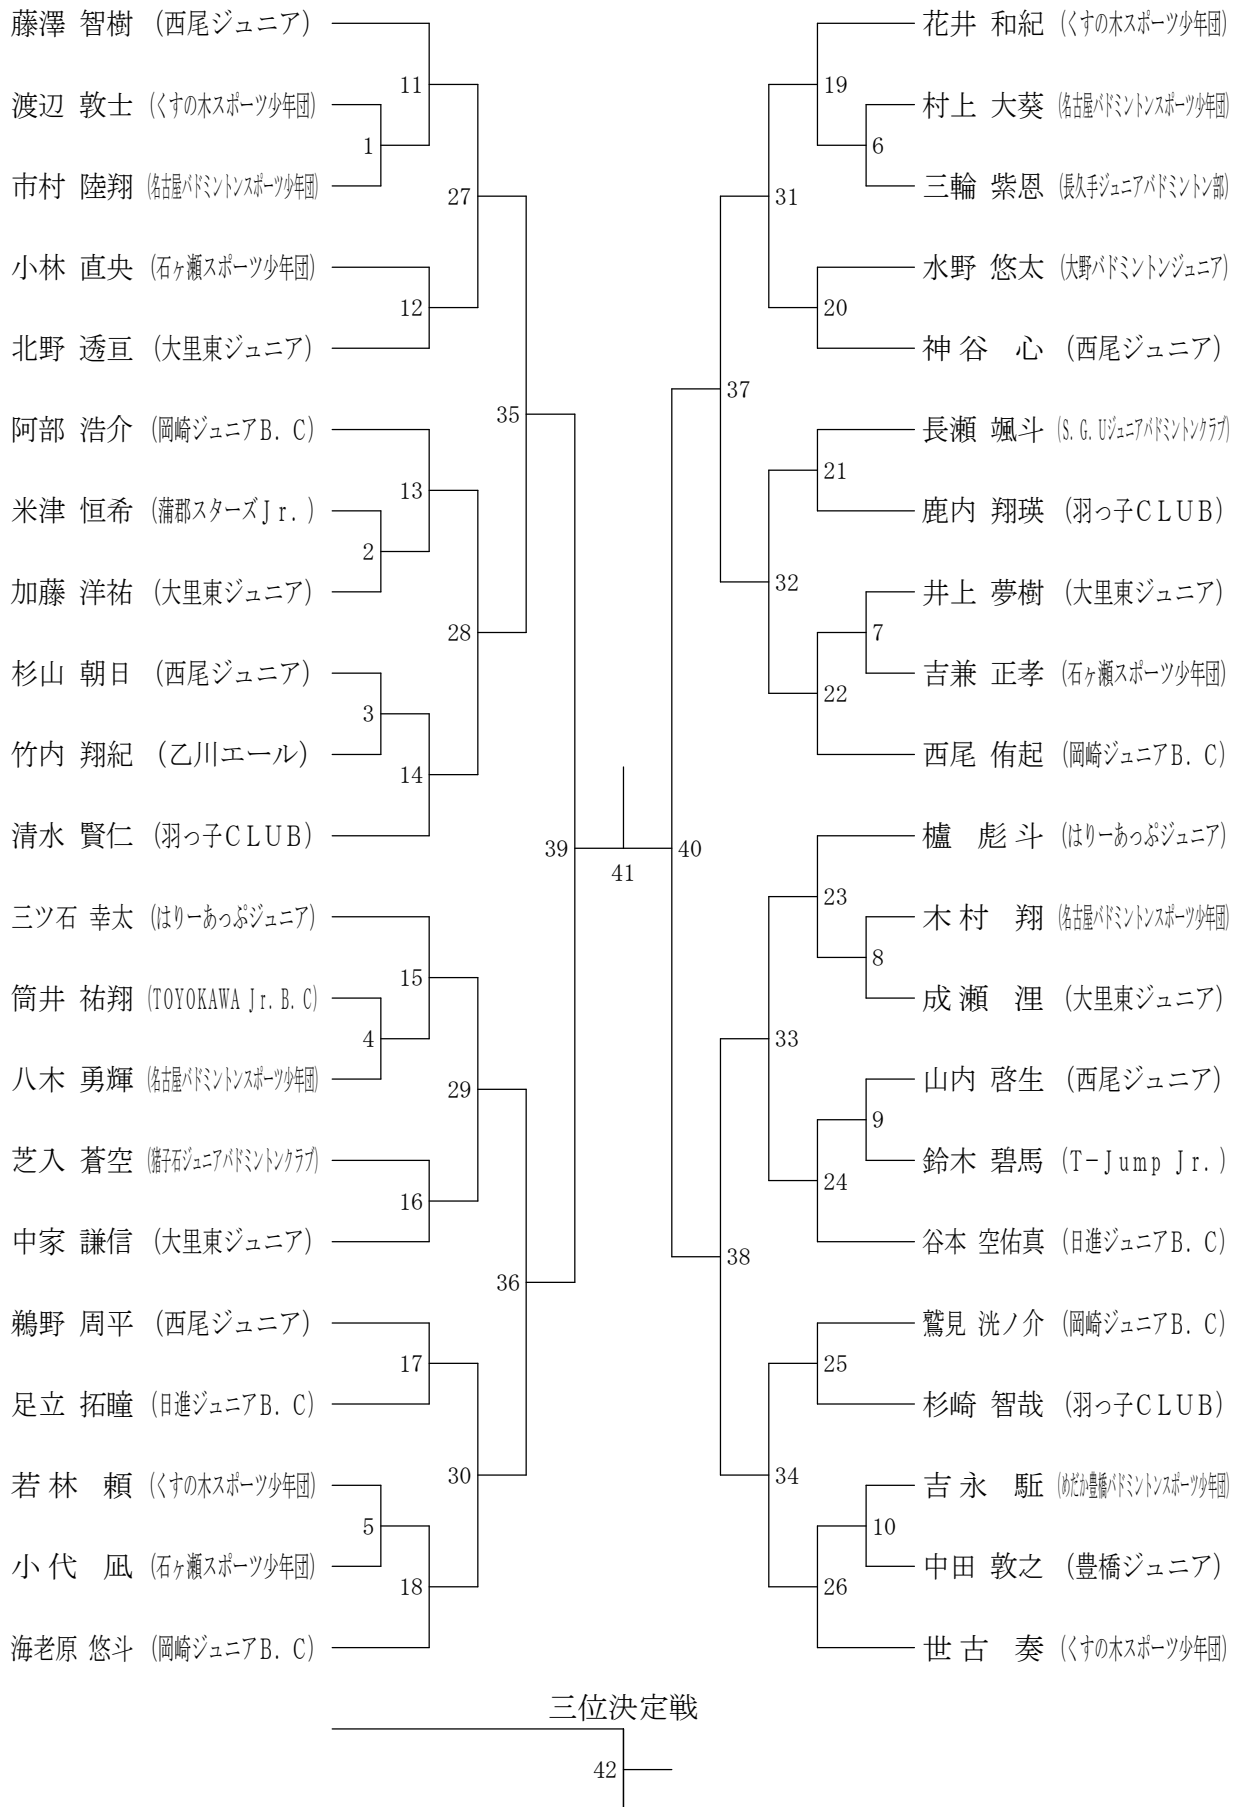 藤澤 智樹 (西尾ジュニア)
渡辺 敦士 (くすの木スポーツ少年団)
市村 陸翔 (名古屋バドミントンスポーツ少年団)
小林 直央 (石ヶ瀬スポーツ少年団)
北野 透亘 (大里東ジュニア)
阿部 浩介 (岡崎ジュニアB.C)
米津 恒希 (蒲郡スターズJr.)
加藤 洋祐 (大里東ジュニア)
杉山 朝日 (西尾ジュニア)
竹内 翔紀 (乙川エール)
清水 賢仁 (羽っ子CLUB)
三ツ石 幸太 (はりーあっぷジュニア)
筒井 祐翔 (TOYOKAWA Jr.B.C)
八木 勇輝 (名古屋バドミントンスポーツ少年団)
芝入 蒼空 (猪子石ジュニアバドミントンクラブ)
中家 謙信 (大里東ジュニア)
鵜野 周平 (西尾ジュニア)
足立 拓瞳 (日進ジュニアB.C)
若林 頼 (くすの木スポーツ少年団)
小代 凪 (石ヶ瀬スポーツ少年団)
海老原 悠斗 (岡崎ジュニアB.C)
1
2
3
4
5
11
12
13
14
15
16
17
18
27
28
29
30
35
36
39
41
40
37
38
31
32
33
34
19
20
21
22
23
24
25
26
6
7
8
9
10
花井 和紀 (くすの木スポーツ少年団)
村上 大葵 (名古屋バドミントンスポーツ少年団)
三輪 紫恩 (長久手ジュニアバドミントン部)
水野 悠太 (大野バドミントンジュニア)
神谷 心 (西尾ジュニア)
長瀬 颯斗 (S.G.Uジュニアバドミントンクラブ)
鹿内 翔瑛 (羽っ子CLUB)
井上 夢樹 (大里東ジュニア)
吉兼 正孝 (石ヶ瀬スポーツ少年団)
西尾 侑起 (岡崎ジュニアB.C)
櫨 彪斗 (はりーあっぷジュニア)
木村 翔 (名古屋バドミントンスポーツ少年団)
成瀬 浬 (大里東ジュニア)
山内 啓生 (西尾ジュニア)
鈴木 碧馬 (T-Jump Jr.)
谷本 空佑真 (日進ジュニアB.C)
鷲見 洸ノ介 (岡崎ジュニアB.C)
杉崎 智哉 (羽っ子CLUB)
吉永 駈 (めだか豊橋バドミントンスポーツ少年団)
中田 敦之 (豊橋ジュニア)
世古 奏 (くすの木スポーツ少年団)
三位決定戦
42